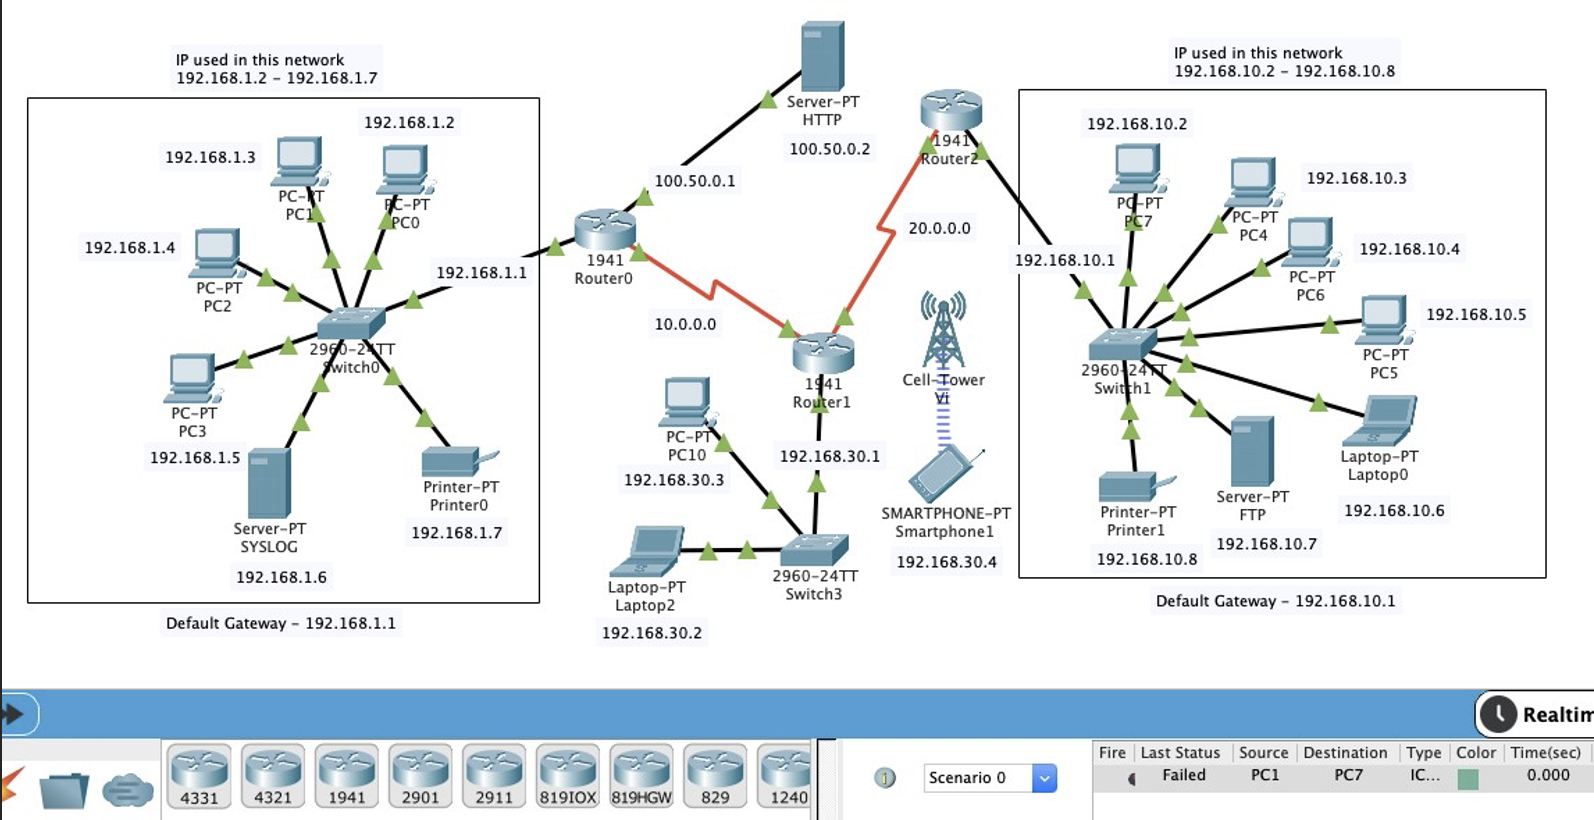 IP used in this network
192.168.1.2 - 192.168.1.7
192.168.1.2
192.168.1.3
PC-PT
PC1
PC-PT
PC0
192.168.1.4
PC-PT
PC2
192.168.1.1
2960-24TT
Switch0
PC-PT
PC3
192.168.1.5
Server-PT
SYSLOG
192.168.1.6
Printer-PT
Printer0
192.168.1.7
Default Gateway - 192.168.1.1
Server-PT
HTTP
100.50.0.2
100.50.0.1
1941
Router0
10.0.0.0
1941
Router2
20.0.0.0
1941
Router1
Cell-Tower
Vi
PC-PT
PC10
192.168.30.3
192.168.30.1
SMARTPHONE-PT
Smartphone1
192.168.30.4
2960-24TT
Switch3
Laptop-PT
Laptop2
192.168.30.2
IP used in this network
192.168.10.2 - 192.168.10.8
192.168.10.2
PC-PT
PC7
192.168.10.3
PC-PT
PC4
192.168.10.4
PC-PT
PC6
192.168.10.1
192.168.10.5
PC-PT
PC5
2960-24TT
Switch1
Laptop-PT
Laptop0
192.168.10.6
Server-PT
FTP
192.168.10.7
Printer-PT
Printer1
192.168.10.8
Default Gateway - 192.168.10.1
Realtim
4331 4321 1941 2901 2911 819IOX 819HGW 829 1240
Scenario 0
Fire Last Status Source Destination Type Color Time(sec)
Failed PC1 PC7 IC... 0.000